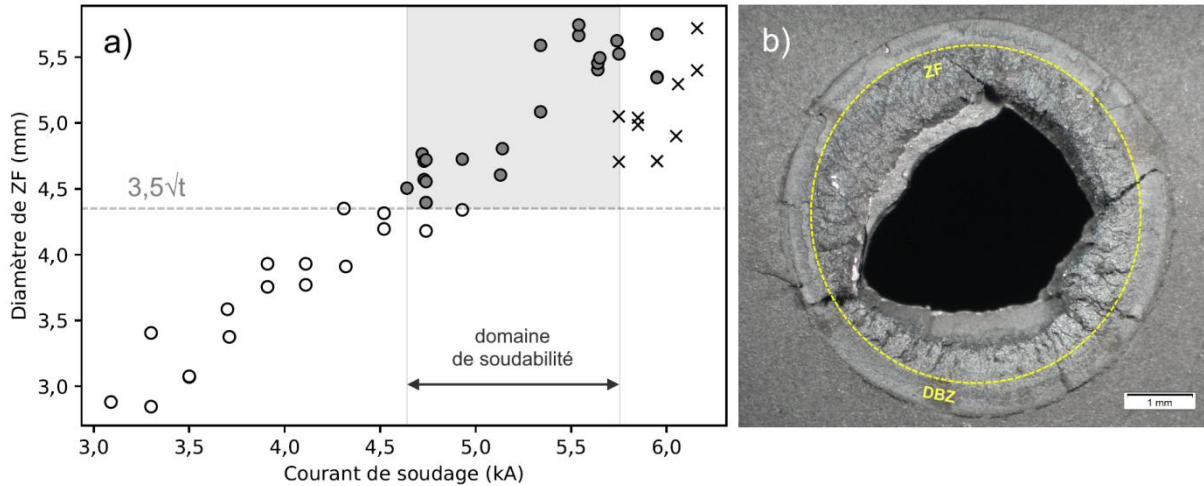 a)
Diamètre de ZF (mm)
5,5
5,0
4,5
4,0
3,5
3,0
3,5√t
domaine
de soudabilité
3,0 3,5 4,0 4,5 5,0 5,5 6,0
Courant de soudage (kA)
b)
ZF
DBZ
1 mm